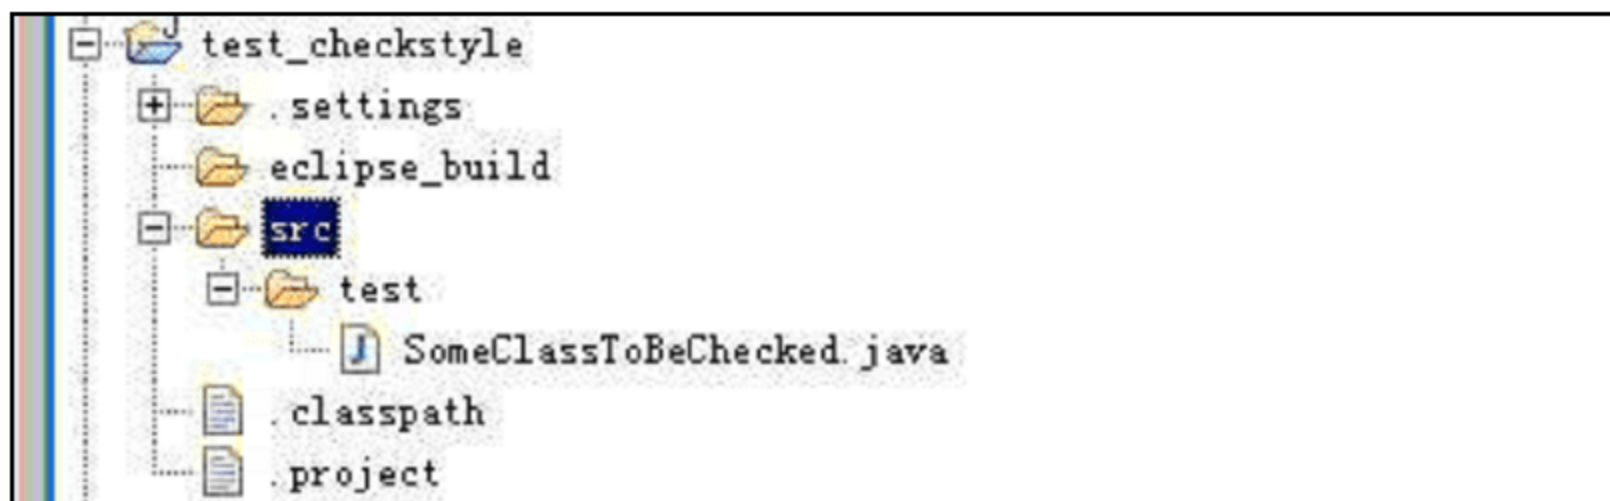 test_checkstyle
.settings
eclipse_build
src
test
SomeClassToBeChecked.java
.classpath
.project